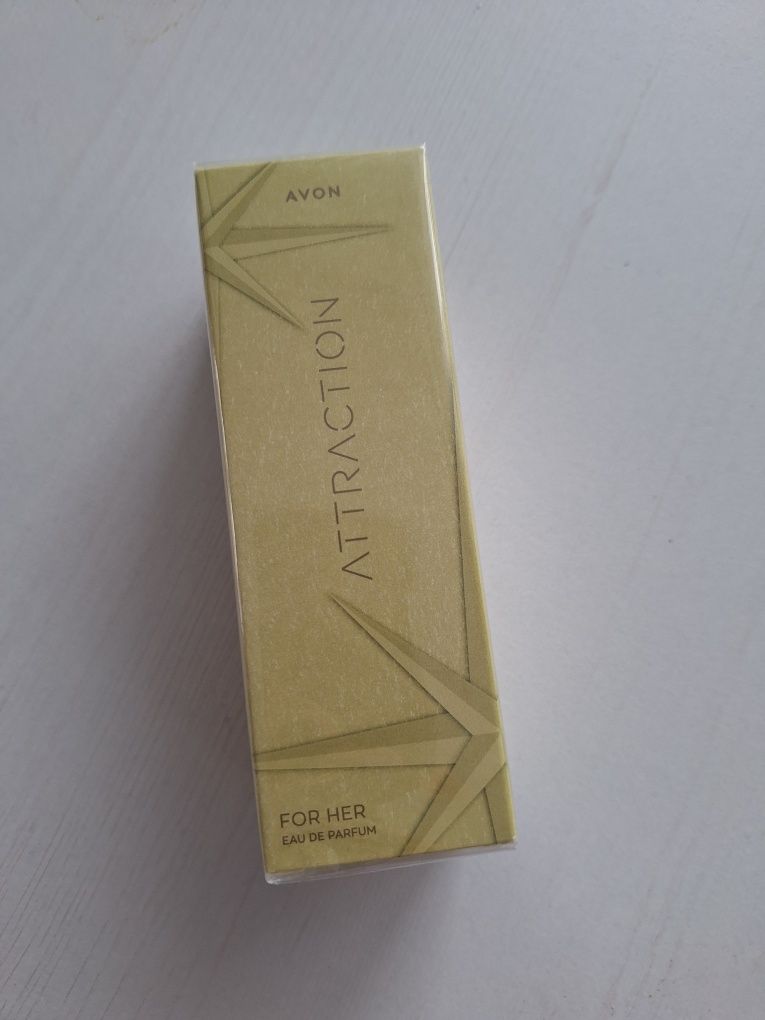 AVON
ATTRACTION
FOR HER
EAU DE PARFUM